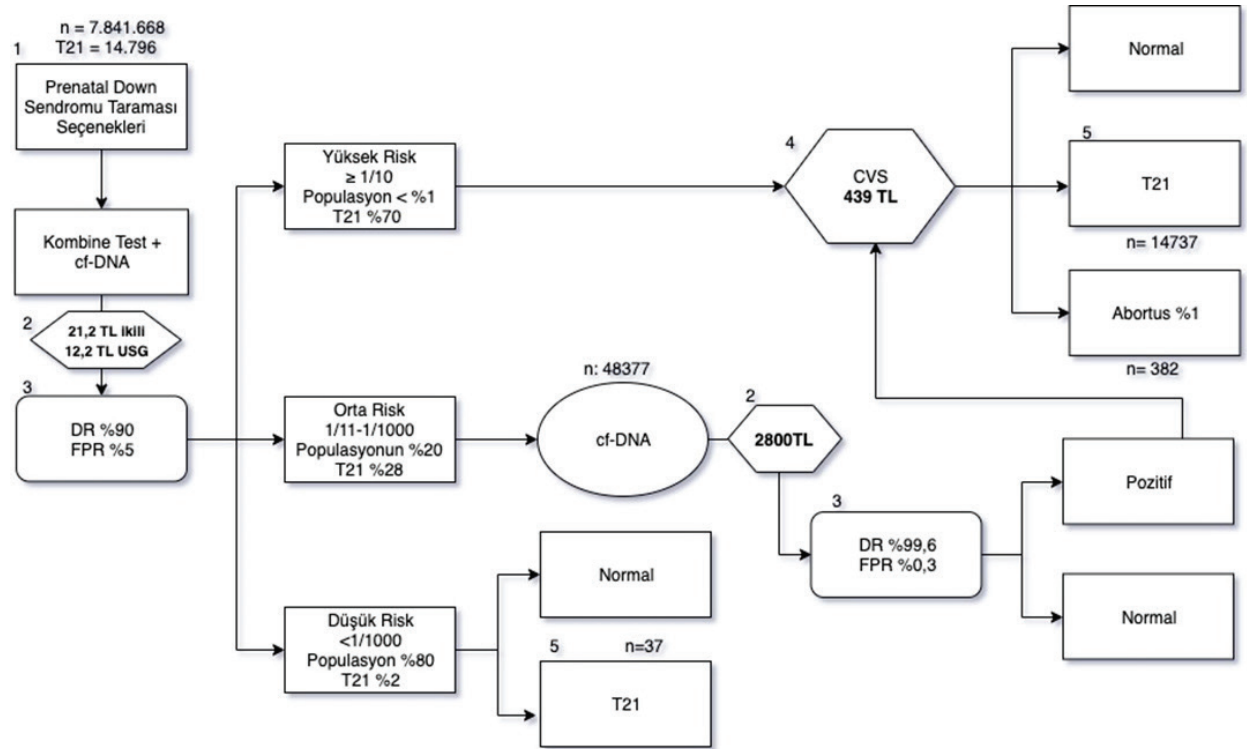 n = 7.841.668
T21 = 14.796
1
Prenatal Down
Sendromu Taraması
Seçenekleri
Kombine Test +
cf-DNA
2
21,2 TL ikili
12,2 TL USG
3
DR %90
FPR %5
Yüksek Risk
≥ 1/10
Populasyon < %1
T21 %70
Orta Risk
1/11-1/1000
Populasyonun %20
T21 %28
Düşük Risk
<1/1000
Populasyon %80
T21 %2
n: 48377
cf-DNA
2
2800TL
3
DR %99,6
FPR %0,3
Normal
5
n=37
T21
4
CVS
439 TL
Normal
5
T21
n= 14737
Abortus %1
n= 382
Pozitif
Normal